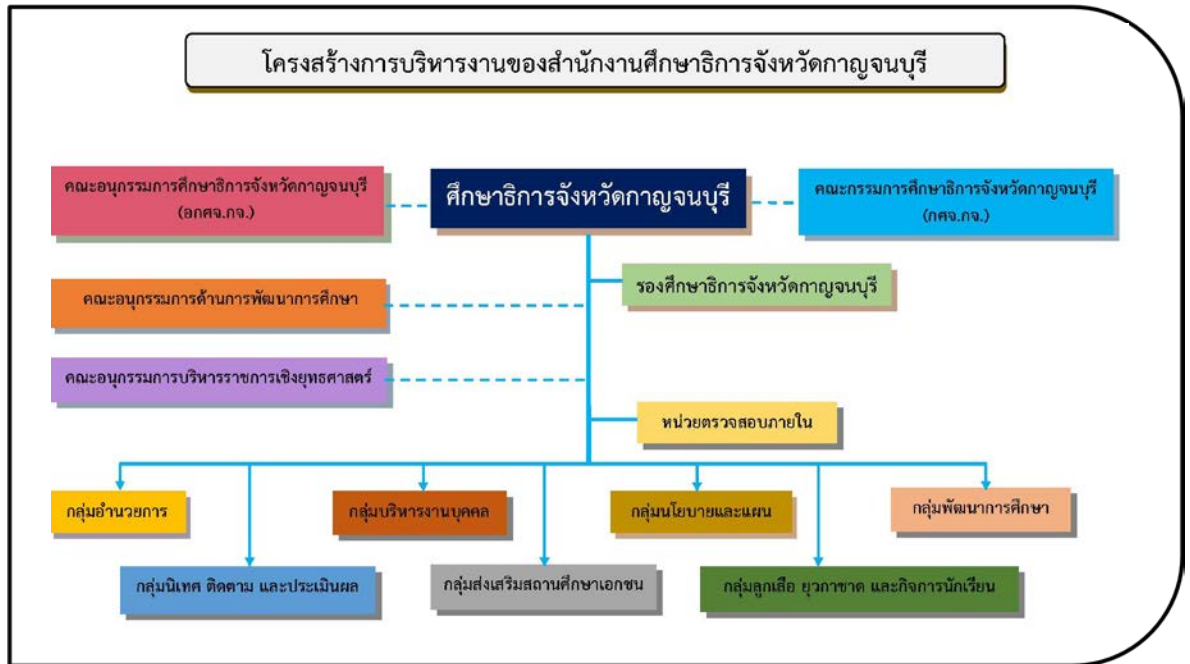 โครงสร้างการบริหารงานของสำนักงานศึกษาธิการจังหวัดกาญจนบุรี
คณะอนุกรรมการศึกษาธิการจังหวัดกาญจนบุรี
(อกศจ.กจ.)
ศึกษาธิการจังหวัดกาญจนบุรี
คณะกรรมการศึกษาธิการจังหวัดกาญจนบุรี
(กศจ.กจ.)
รองศึกษาธิการจังหวัดกาญจนบุรี
คณะอนุกรรมการด้านการพัฒนาการศึกษา
คณะอนุกรรมการบริหารราชการเชิงยุทธศาสตร์
หน่วยตรวจสอบภายใน
กลุ่มอำนวยการ
กลุ่มบริหารงานบุคคล
กลุ่มนโยบายและแผน
กลุ่มพัฒนาการศึกษา
กลุ่มนิเทศ ติดตาม และประเมินผล
กลุ่มส่งเสริมสถานศึกษาเอกชน
กลุ่มลูกเสือ ยุวกาชาด และกิจการนักเรียน